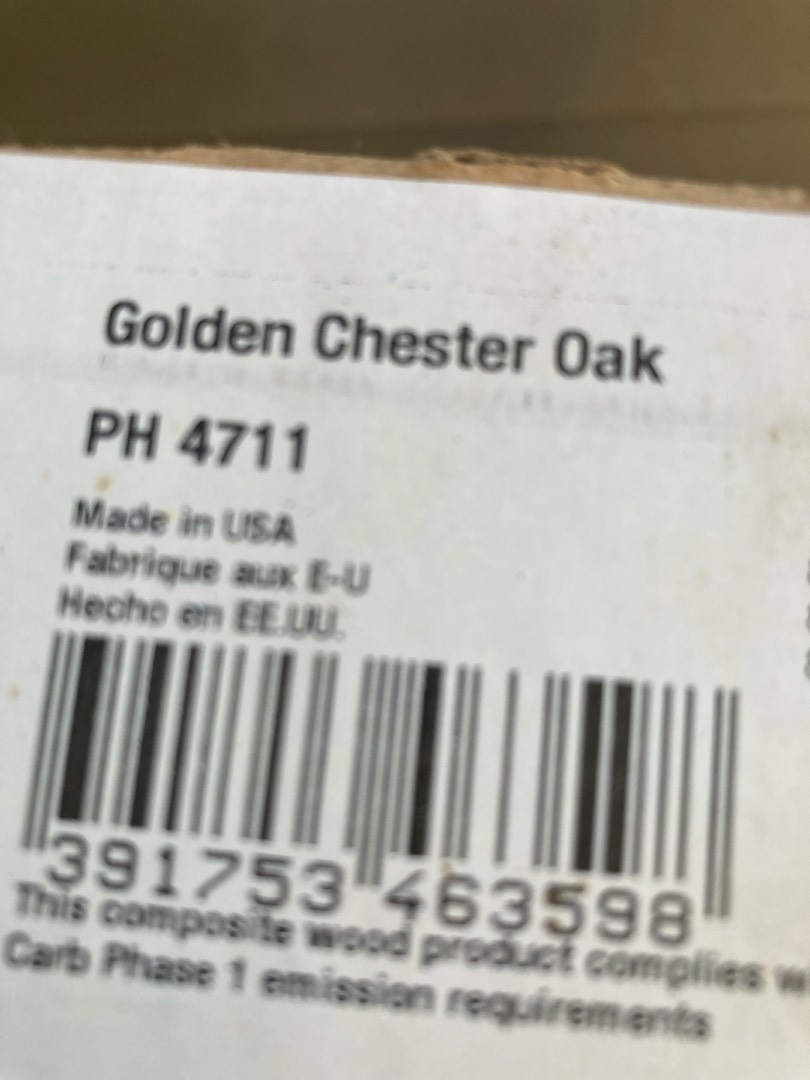 Golden Chester Oak
PH 4711
Made in USA
Fabrique aux E-U
Hecho en EE.UU.
391753 463598
This composite wood product complies
Carb Phase 1 emission requirements